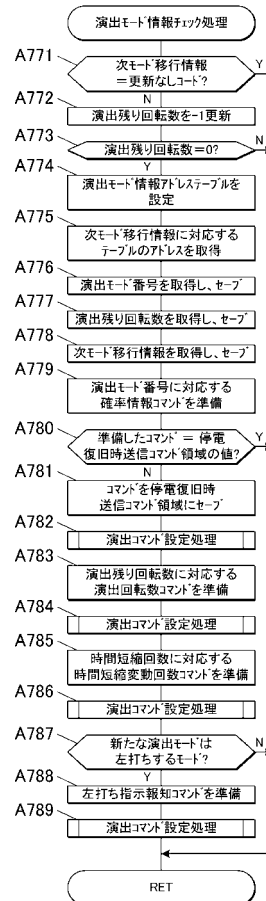 演出モード情報チェック処理
A771
次モード移行情報
＝更新なしコード?
Y
N
A772
演出残り回転数を-1更新
A773
演出残り回転数=0?
N
Y
A774
演出モード情報アドレステーブルを
設定
A775
次モード移行情報に対応する
テーブルのアドレスを取得
A776
演出モード番号を取得し、セーブ
A777
演出残り回転数を取得し、セーブ
A778
次モード移行情報を取得し、セーブ
A779
演出モード番号に対応する
確率情報コマンドを準備
A780
準備したコマンド ＝ 停電
復旧時送信コマンド領域の値?
Y
N
A781
コマンドを停電復旧時
送信コマンド領域にセーブ
A782
演出コマンド設定処理
A783
演出残り回転数に対応する
演出回転数コマンドを準備
A784
演出コマンド設定処理
A785
時間短縮回数に対応する
時間短縮変動回数コマンドを準備
A786
演出コマンド設定処理
A787
新たな演出モードは
左打ちするモード?
N
Y
A788
左打ち指示報知コマンドを準備
A789
演出コマンド設定処理
RET